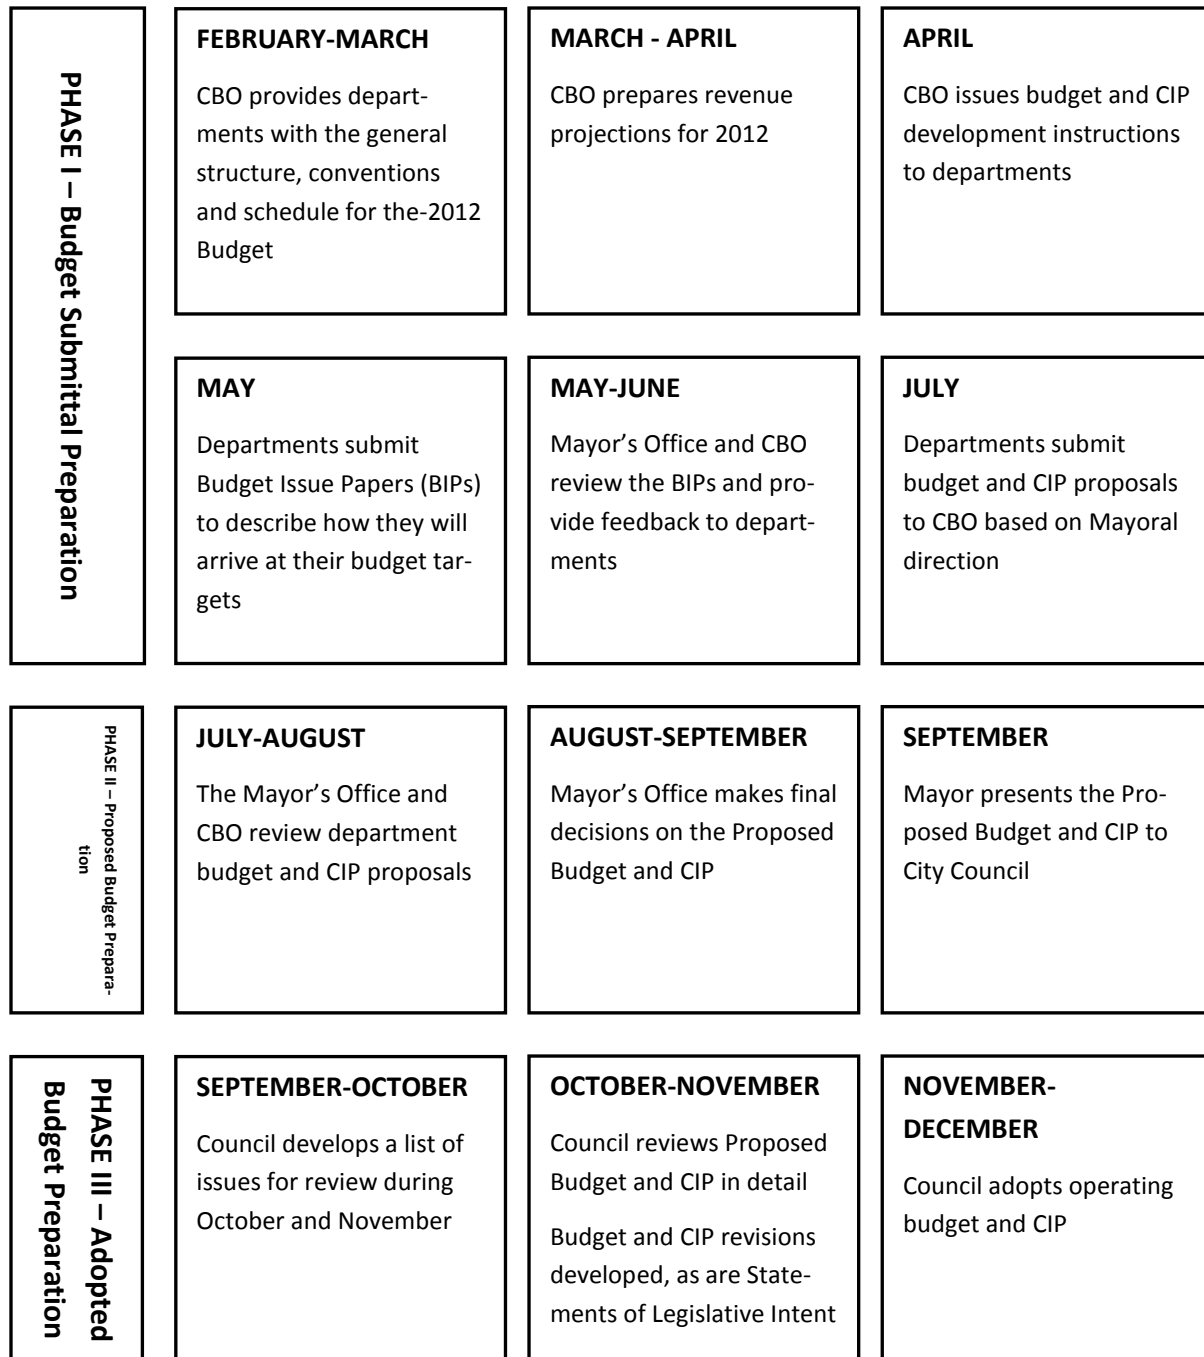 PHASE I – Budget Submittal Preparation
FEBRUARY-MARCH
CBO provides depart-
ments with the general
structure, conventions
and schedule for the-2012
Budget
MARCH - APRIL
CBO prepares revenue
projections for 2012
APRIL
CBO issues budget and CIP
development instructions
to departments
MAY
Departments submit
Budget Issue Papers (BIPs)
to describe how they will
arrive at their budget tar-
gets
MAY-JUNE
Mayor’s Office and CBO
review the BIPs and pro-
vide feedback to depart-
ments
JULY
Departments submit
budget and CIP proposals
to CBO based on Mayoral
direction
PHASE II – Proposed Budget Prepara-
tion
JULY-AUGUST
The Mayor’s Office and
CBO review department
budget and CIP proposals
AUGUST-SEPTEMBER
Mayor’s Office makes final
decisions on the Proposed
Budget and CIP
SEPTEMBER
Mayor presents the Pro-
posed Budget and CIP to
City Council
PHASE III – Adopted
Budget Preparation
SEPTEMBER-OCTOBER
Council develops a list of
issues for review during
October and November
OCTOBER-NOVEMBER
Council reviews Proposed
Budget and CIP in detail
Budget and CIP revisions
developed, as are State-
ments of Legislative Intent
NOVEMBER-
DECEMBER
Council adopts operating
budget and CIP